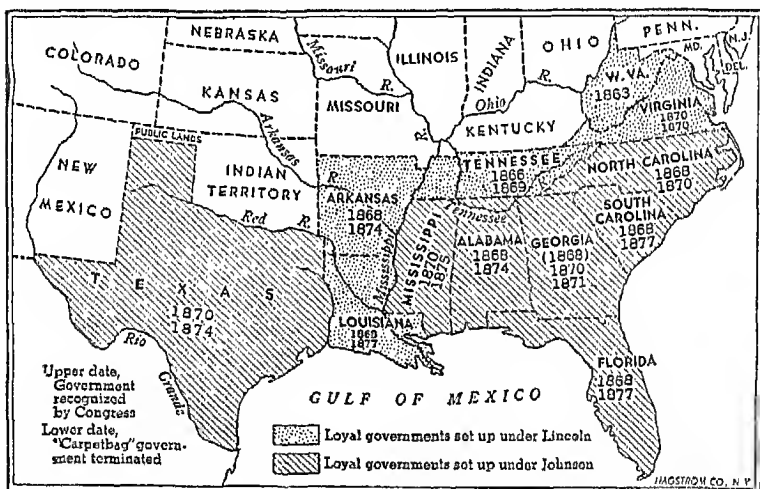 NEBRASKA
COLORADO
KANSAS
Missouri
R.
MISSOURI
ILLINOIS
INDIANA
OHIO
PENN.
N.J.
MD.
DEL.
W. VA.
1863
VIRGINIA
1870
1870
Ohio
R.
KENTUCKY
R.
Arkansas
R.
PUBLIC LANDS
NEW
MEXICO
INDIAN
TERRITORY
Red
R.
ARKANSAS
1868
1874
TENNESSEE
1866
1869
Tennessee
NORTH CAROLINA
1868
1870
SOUTH
CAROLINA
1868
1877
MISSISSIPPI
1870
1875
Mississippi
ALABAMA
1868
1874
GEORGIA
(1868)
1870
1871
TEXAS
1870
1874
Rio
Grande
LOUISIANA
1868
1877
FLORIDA
1868
1877
GULF OF MEXICO
Upper date,
Government
recognized
by Congress
Lower date,
"Carpetbag" govern-
ment terminated
Loyal governments set up under Lincoln
Loyal governments set up under Johnson
HAGSTROM CO., N.Y.